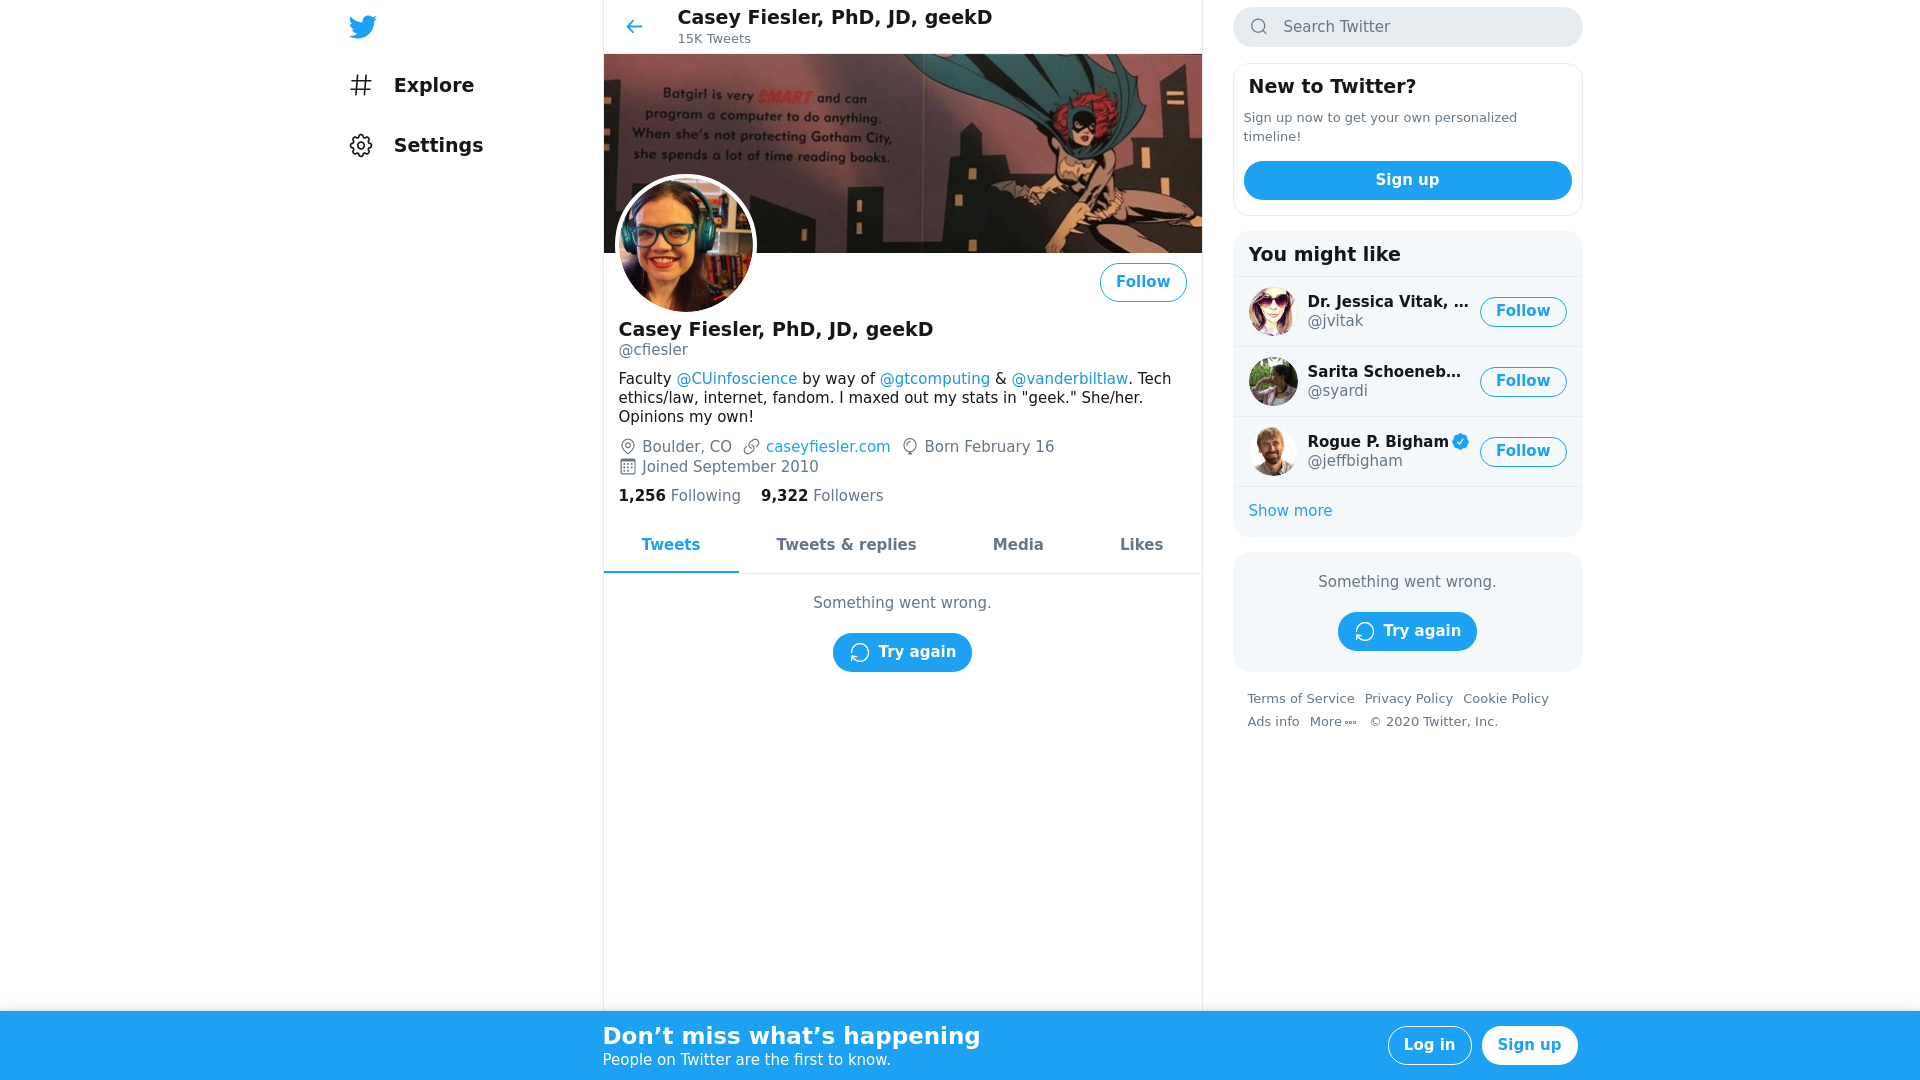 Explore
Settings
Casey Fiesler, PhD, JD, geekD
15K Tweets
Batgirl is very SMART and can
program a computer to do anything.
When she's not protecting Gotham City,
she spends a lot of time reading books.
Follow
Casey Fiesler, PhD, JD, geekD
@cfiesler
Faculty @CUinfoscience by way of @gtcomputing & @vanderbiltlaw. Tech
ethics/law, internet, fandom. I maxed out my stats in "geek." She/her.
Opinions my own!
Boulder, CO caseyfiesler.com Born February 16
Joined September 2010
1,256 Following 9,322 Followers
Tweets Tweets & replies Media Likes
Something went wrong.
Try again
Search Twitter
New to Twitter?
Sign up now to get your own personalized
timeline!
Sign up
You might like
Dr. Jessica Vitak, ...
@jvitak
Follow
Sarita Schoeneb...
@syardi
Follow
Rogue P. Bigham
@jeffbigham
Follow
Show more
Something went wrong.
Try again
Terms of Service Privacy Policy Cookie Policy
Ads info More © 2020 Twitter, Inc.
Don’t miss what’s happening
People on Twitter are the first to know.
Log in
Sign up